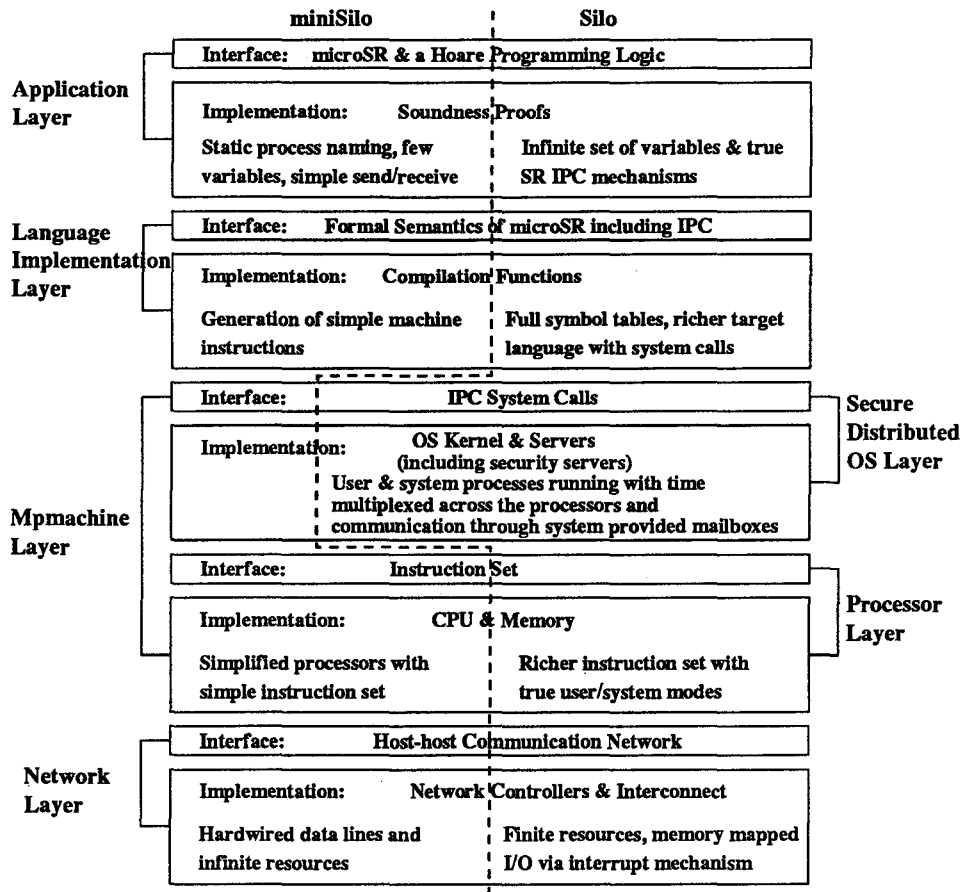 miniSilo Silo
Interface: microSR & a Hoare Programming Logic
Application
Layer
Implementation: Soundness Proofs
Static process naming, few
variables, simple send/receive
Infinite set of variables & true
SR IPC mechanisms
Interface: Formal Semantics of microSR including IPC
Language
Implementation
Layer
Implementation: Compilation Functions
Generation of simple machine
instructions
Full symbol tables, richer target
language with system calls
Interface: IPC System Calls
Secure
Distributed
OS Layer
Implementation: OS Kernel & Servers
(including security servers)
User & system processes running with time
multiplexed across the processors and
communication through system provided mailboxes
Mpmachine
Layer
Interface: Instruction Set
Processor
Layer
Implementation: CPU & Memory
Simplified processors with
simple instruction set
Richer instruction set with
true user/system modes
Interface: Host-host Communication Network
Network
Layer
Implementation: Network Controllers & Interconnect
Hardwired data lines and
infinite resources
Finite resources, memory mapped
I/O via interrupt mechanism